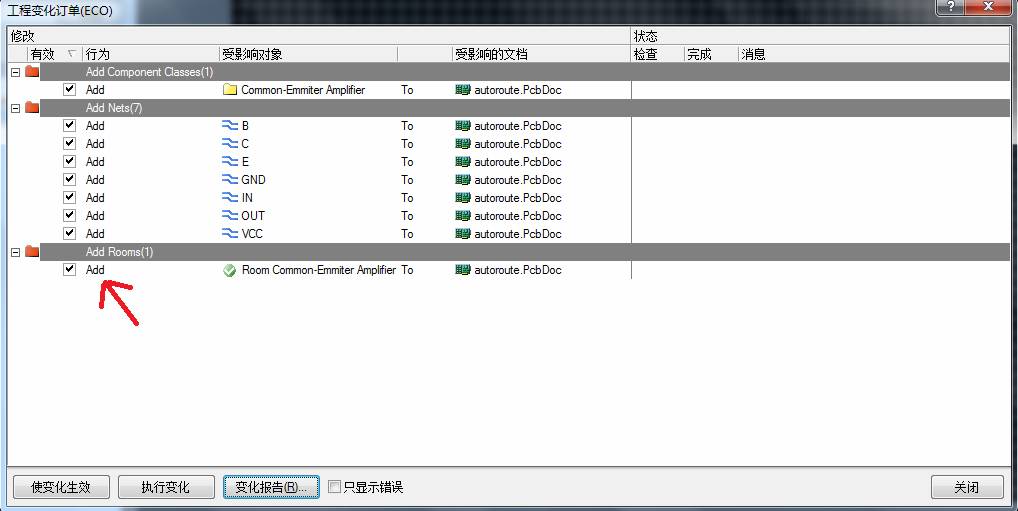 工程变化订单(ECO)
修改 状态
有效 行为 受影响对象 受影响的文档 检查 完成 消息
Add Component Classes(1)
Add Common-Emmiter Amplifier To autoroute.PcbDoc
Add Nets(7)
Add B To autoroute.PcbDoc
Add C To autoroute.PcbDoc
Add E To autoroute.PcbDoc
Add GND To autoroute.PcbDoc
Add IN To autoroute.PcbDoc
Add OUT To autoroute.PcbDoc
Add VCC To autoroute.PcbDoc
Add Rooms(1)
Add Room Common-Emmiter Amplifier To autoroute.PcbDoc
使变化生效 执行变化 变化报告(R)... 只显示错误 关闭